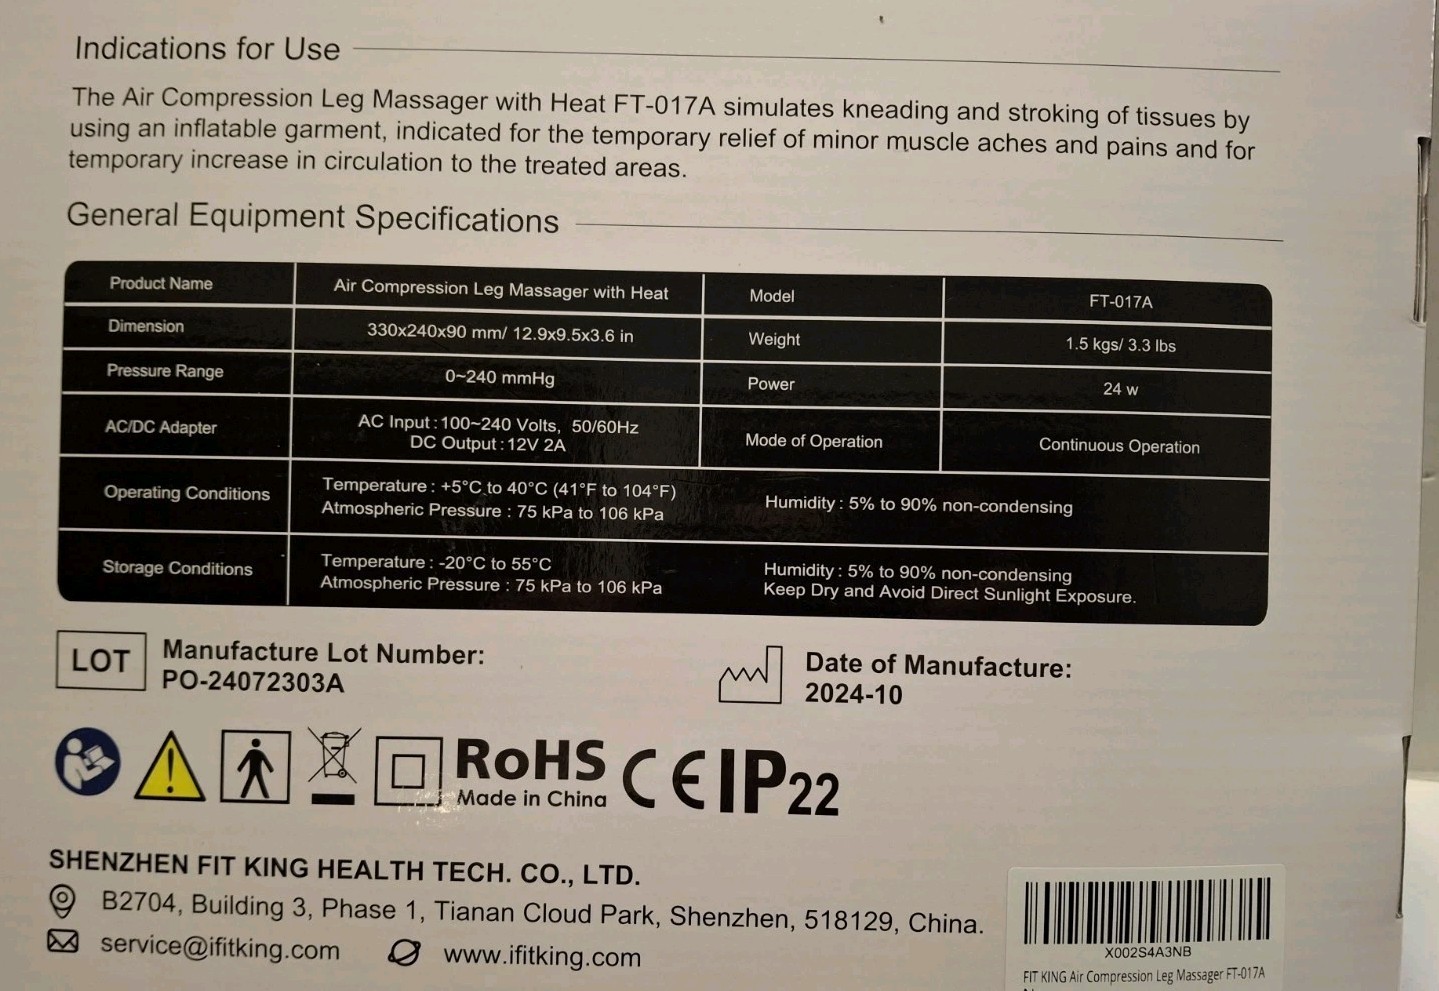 Indications for Use
The Air Compression Leg Massager with Heat FT-017A simulates kneading and stroking of tissues by
using an inflatable garment, indicated for the temporary relief of minor muscle aches and pains and for
temporary increase in circulation to the treated areas.
General Equipment Specifications
Product Name Air Compression Leg Massager with Heat Model FT-017A
Dimension 330x240x90 mm/ 12.9x9.5x3.6 in Weight 1.5 kgs/ 3.3 lbs
Pressure Range 0~240 mmHg Power 24 w
AC/DC Adapter AC Input : 100~240 Volts, 50/60Hz
DC Output : 12V 2A
Mode of Operation Continuous Operation
Operating Conditions Temperature : +5°C to 40°C (41°F to 104°F)
Atmospheric Pressure : 75 kPa to 106 kPa
Humidity : 5% to 90% non-condensing
Storage Conditions Temperature : -20°C to 55°C
Atmospheric Pressure : 75 kPa to 106 kPa
Humidity : 5% to 90% non-condensing
Keep Dry and Avoid Direct Sunlight Exposure.
LOT
Manufacture Lot Number:
PO-24072303A
Date of Manufacture:
2024-10
RoHS
Made in China
CE IP22
SHENZHEN FIT KING HEALTH TECH. CO., LTD.
B2704, Building 3, Phase 1, Tianan Cloud Park, Shenzhen, 518129, China.
service@ifitking.com www.ifitking.com
X002S4A3NB
FIT KING Air Compression Leg Massager FT-017A